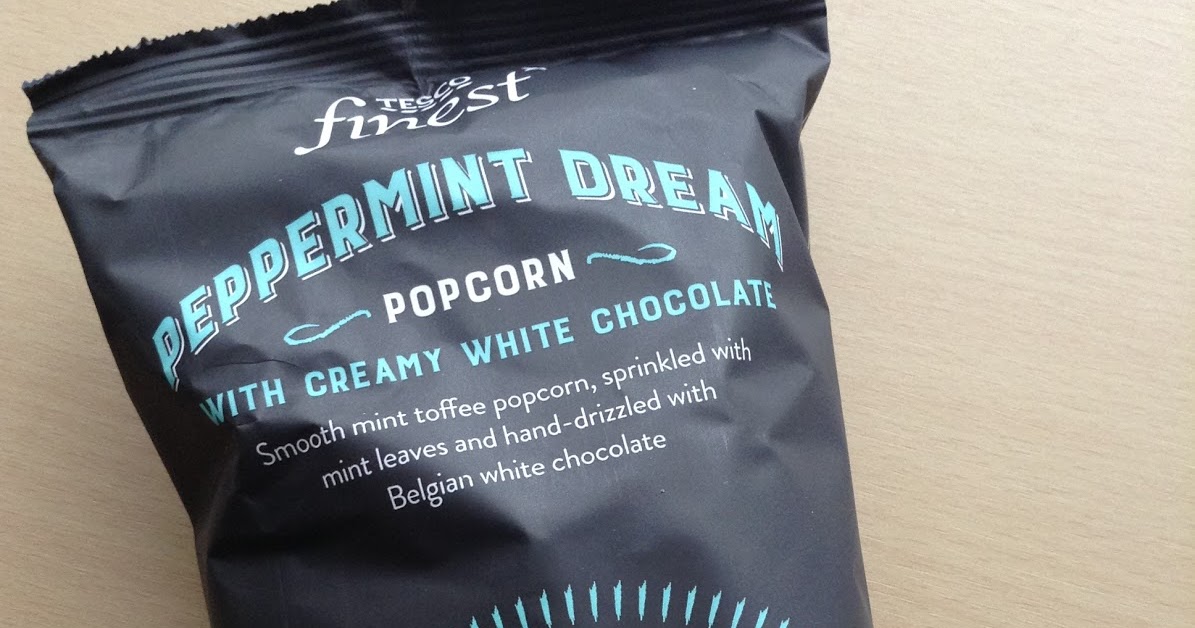 TESCO
finest
PEPPERMINT DREAM
POPCORN
WITH CREAMY WHITE CHOCOLATE
Smooth mint toffee popcorn, sprinkled with
mint leaves and hand-drizzled with
Belgian white chocolate